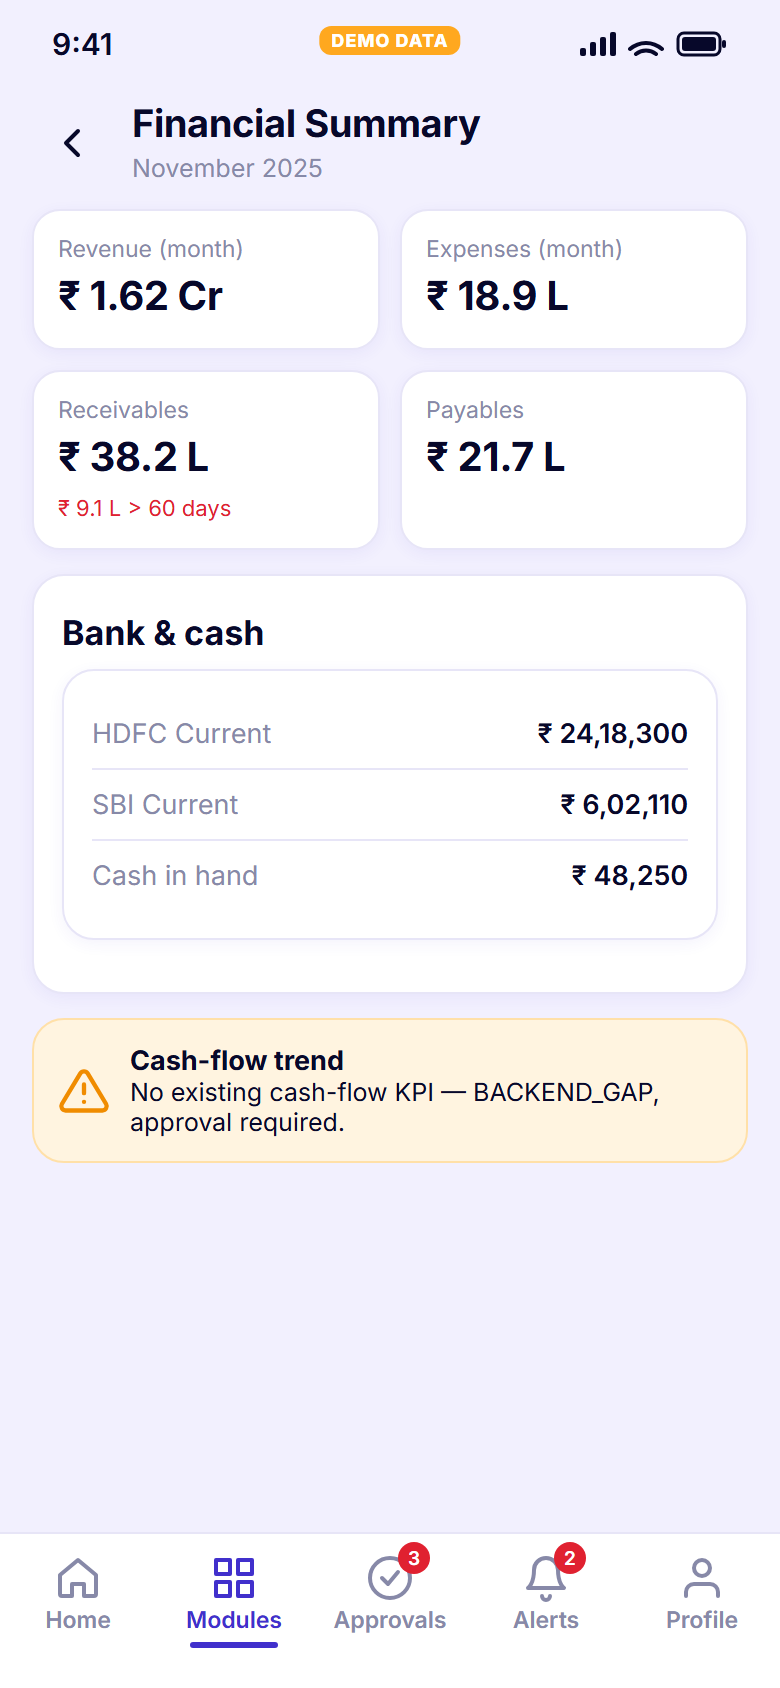 9:41
DEMO DATA
Financial Summary
November 2025
Revenue (month)
₹ 1.62 Cr
Expenses (month)
₹ 18.9 L
Receivables
₹ 38.2 L
₹ 9.1 L > 60 days
Payables
₹ 21.7 L
Bank & cash
HDFC Current ₹ 24,18,300
SBI Current ₹ 6,02,110
Cash in hand ₹ 48,250
Cash-flow trend
No existing cash-flow KPI — BACKEND_GAP,
approval required.
3
2
Home Modules Approvals Alerts Profile